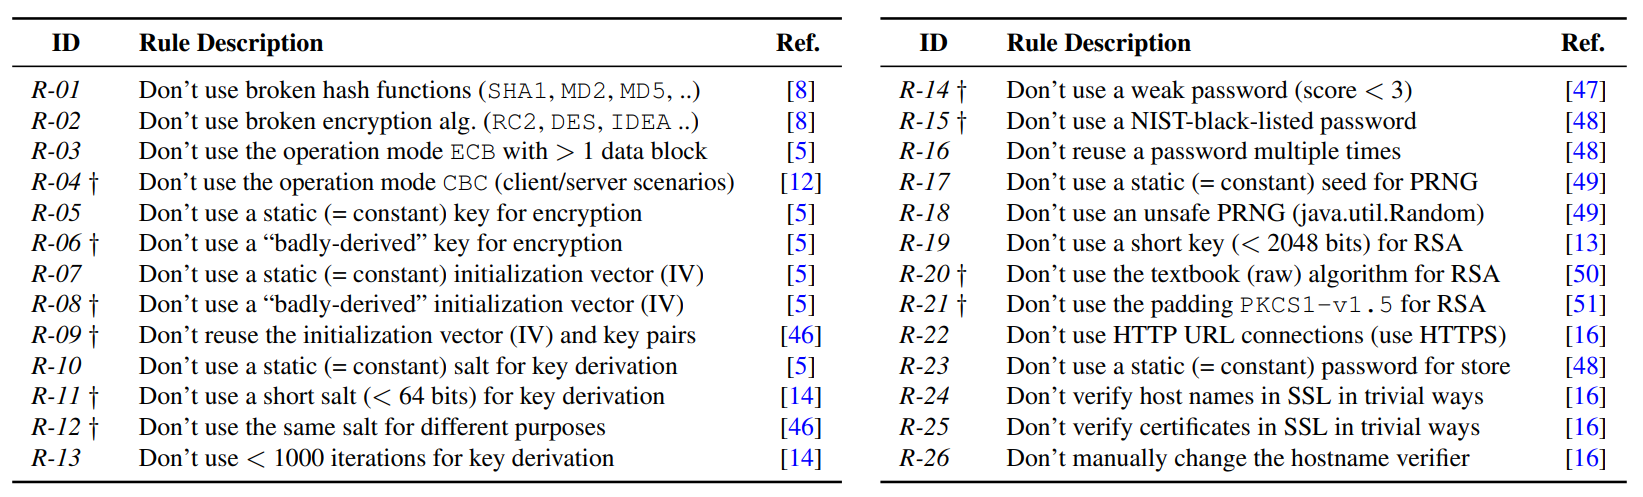 ID Rule Description Ref.
R-01 Don’t use broken hash functions (SHA1, MD2, MD5, ..) [8]
R-02 Don’t use broken encryption alg. (RC2, DES, IDEA ..) [8]
R-03 Don’t use the operation mode ECB with > 1 data block [5]
R-04 † Don’t use the operation mode CBC (client/server scenarios) [12]
R-05 Don’t use a static (= constant) key for encryption [5]
R-06 † Don’t use a “badly-derived” key for encryption [5]
R-07 Don’t use a static (= constant) initialization vector (IV) [5]
R-08 † Don’t use a “badly-derived” initialization vector (IV) [5]
R-09 † Don’t reuse the initialization vector (IV) and key pairs [46]
R-10 Don’t use a static (= constant) salt for key derivation [5]
R-11 † Don’t use a short salt (< 64 bits) for key derivation [14]
R-12 † Don’t use the same salt for different purposes [46]
R-13 Don’t use < 1000 iterations for key derivation [14]
ID Rule Description Ref.
R-14 † Don’t use a weak password (score < 3) [47]
R-15 † Don’t use a NIST-black-listed password [48]
R-16 Don’t reuse a password multiple times [48]
R-17 Don’t use a static (= constant) seed for PRNG [49]
R-18 Don’t use an unsafe PRNG (java.util.Random) [49]
R-19 Don’t use a short key (< 2048 bits) for RSA [13]
R-20 † Don’t use the textbook (raw) algorithm for RSA [50]
R-21 † Don’t use the padding PKCS1-v1.5 for RSA [51]
R-22 Don’t use HTTP URL connections (use HTTPS) [16]
R-23 Don’t use a static (= constant) password for store [48]
R-24 Don’t verify host names in SSL in trivial ways [16]
R-25 Don’t verify certificates in SSL in trivial ways [16]
R-26 Don’t manually change the hostname verifier [16]